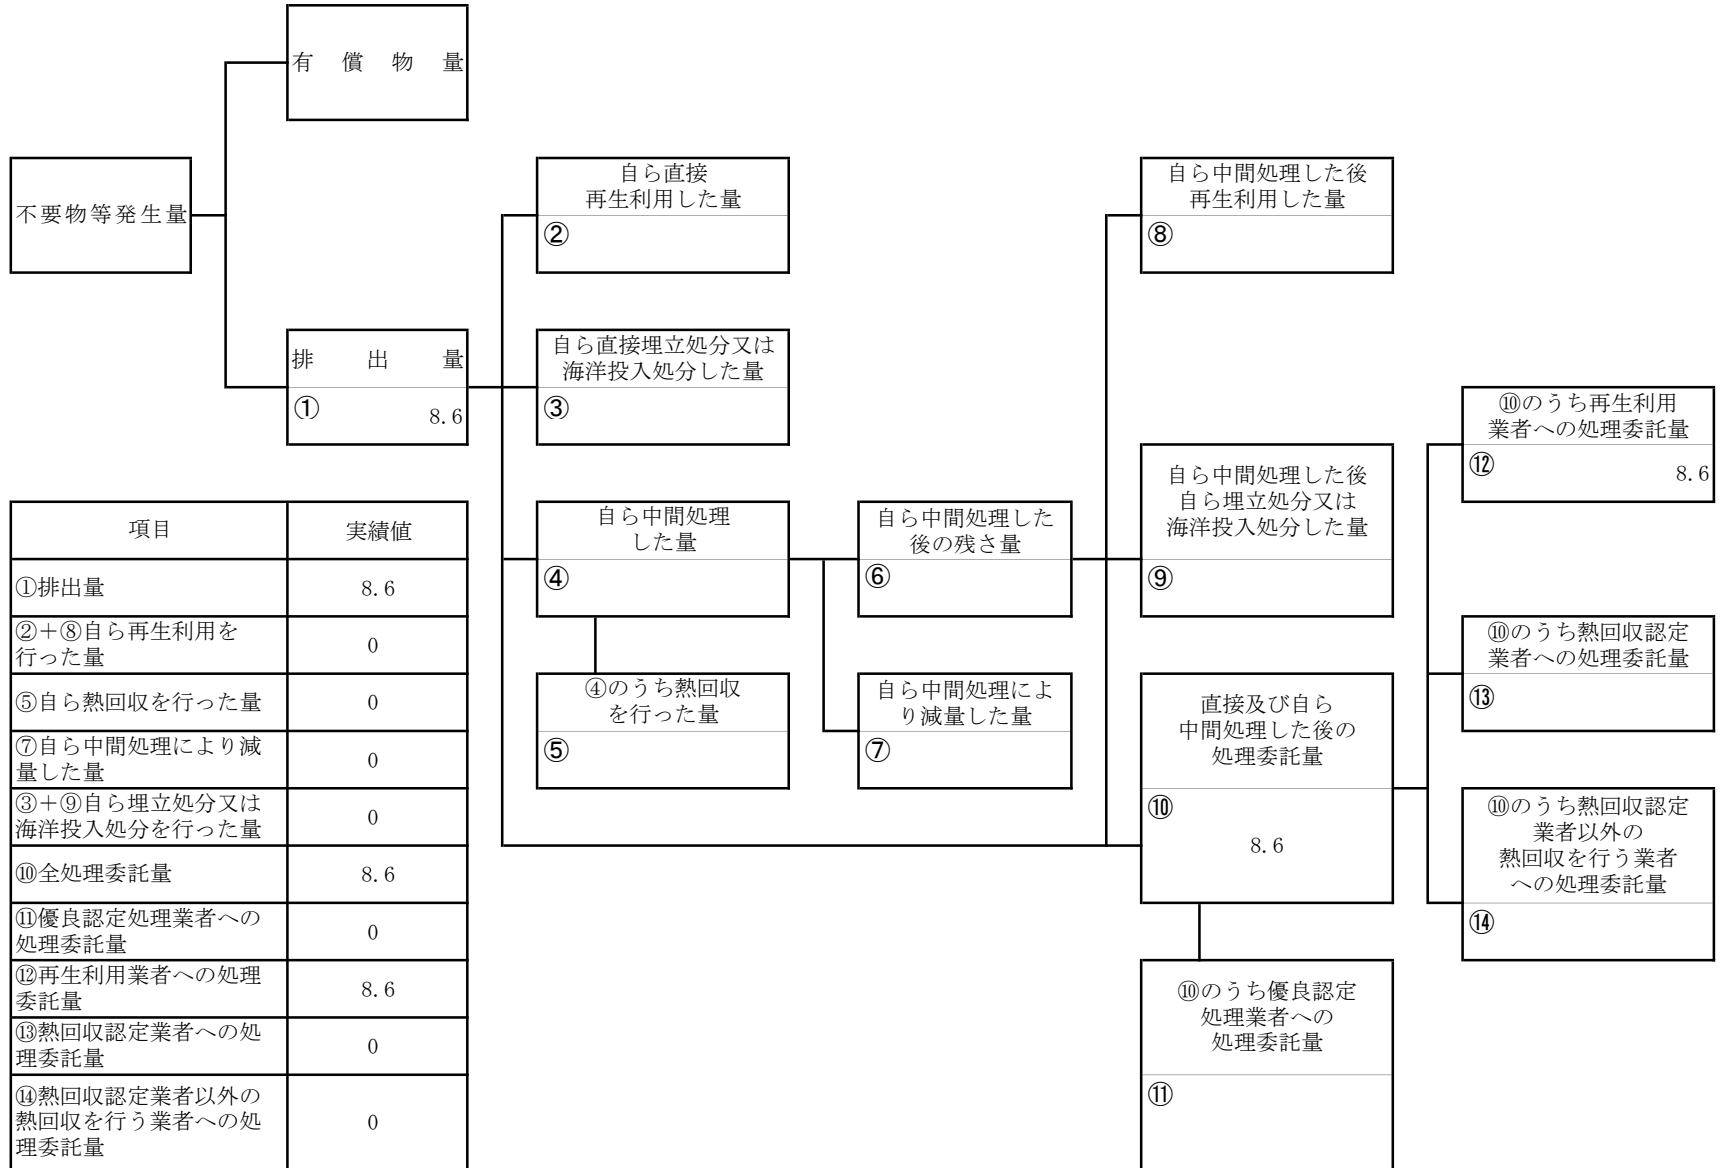 有償物量
不要物等発生量
排出量
①
8.6
自ら直接
再生利用した量
②
自ら直接埋立処分又は
海洋投入処分した量
③
自ら中間処理
した量
④
④のうち熱回収
を行った量
⑤
自ら中間処理した
後の残さ量
⑥
自ら中間処理によ
り減量した量
⑦
自ら中間処理した後
再生利用した量
⑧
自ら中間処理した後
自ら埋立処分又は
海洋投入処分した量
⑨
直接及び自ら
中間処理した後の
処理委託量
⑩
8.6
⑩のうち優良認定
処理業者への
処理委託量
⑪
⑩のうち再生利用
業者への処理委託量
⑫
8.6
⑩のうち熱回収認定
業者への処理委託量
⑬
⑩のうち熱回収認定
業者以外の
熱回収を行う業者
への処理委託量
⑭
項目 実績値
①排出量 8.6
②＋⑧自ら再生利用を
行った量 0
⑤自ら熱回収を行った量 0
⑦自ら中間処理により減
量した量 0
③＋⑨自ら埋立処分又は
海洋投入処分を行った量 0
⑩全処理委託量 8.6
⑪優良認定処理業者への
処理委託量 0
⑫再生利用業者への処理
委託量 8.6
⑬熱回収認定業者への処
理委託量 0
⑭熱回収認定業者以外の
熱回収を行う業者への処
理委託量 0